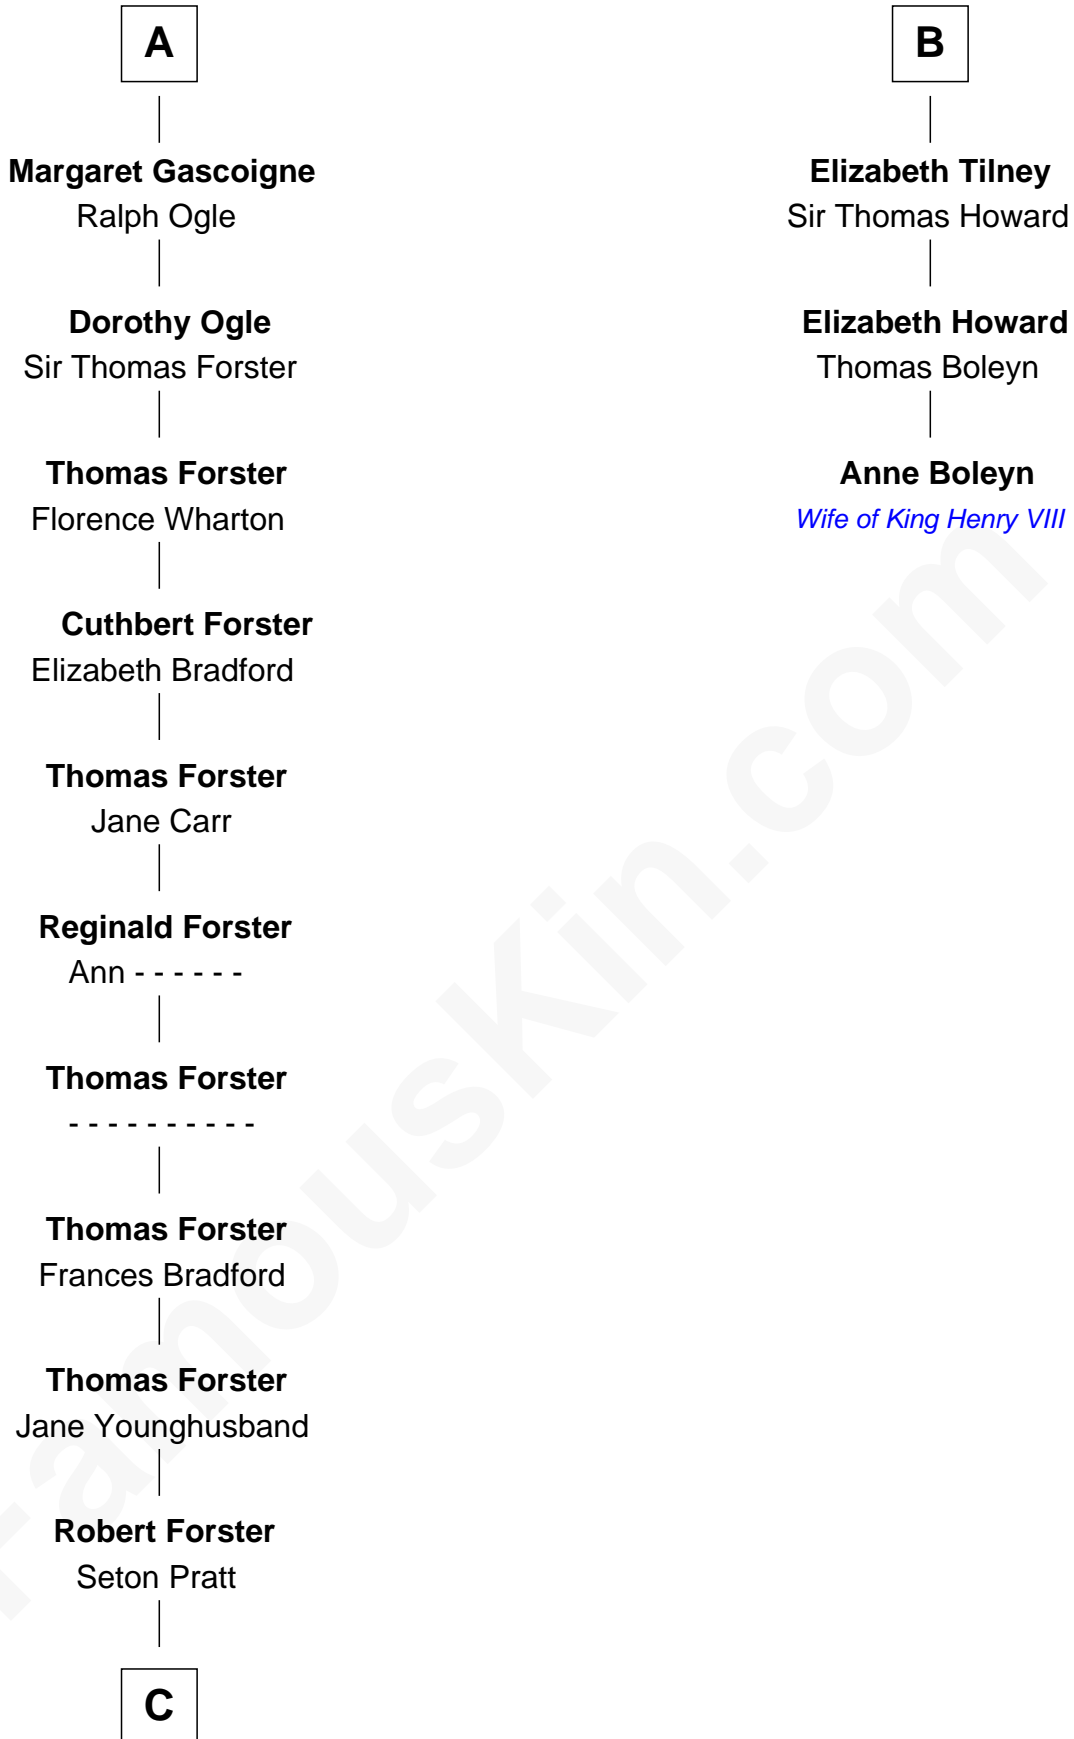 A
Margaret Gascoigne
Ralph Ogle
Dorothy Ogle
Sir Thomas Forster
Thomas Forster
Florence Wharton
Cuthbert Forster
Elizabeth Bradford
Thomas Forster
Jane Carr
Reginald Forster
Ann - - - - - -
Thomas Forster
- - - - - - - - - -
Thomas Forster
Frances Bradford
Thomas Forster
Jane Younghusband
Robert Forster
Seton Pratt
C
B
Elizabeth Tilney
Sir Thomas Howard
Elizabeth Howard
Thomas Boleyn
Anne Boleyn
Wife of King Henry VIII
FamousKin.com